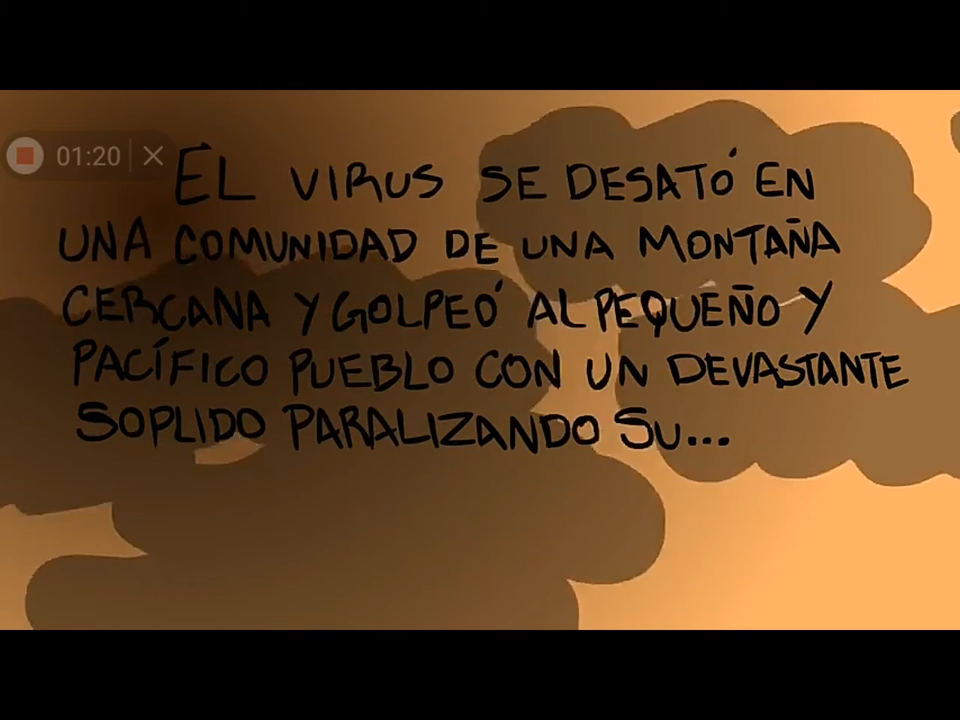 01:20
EL VIRUS SE DESATÓ EN
UNA COMUNIDAD DE UNA MONTAÑA
CERCANA Y GOLPEÓ AL PEQUEÑO Y
PACÍFICO PUEBLO CON UN DEVASTANTE
SOPLIDO PARALIZANDO SU...